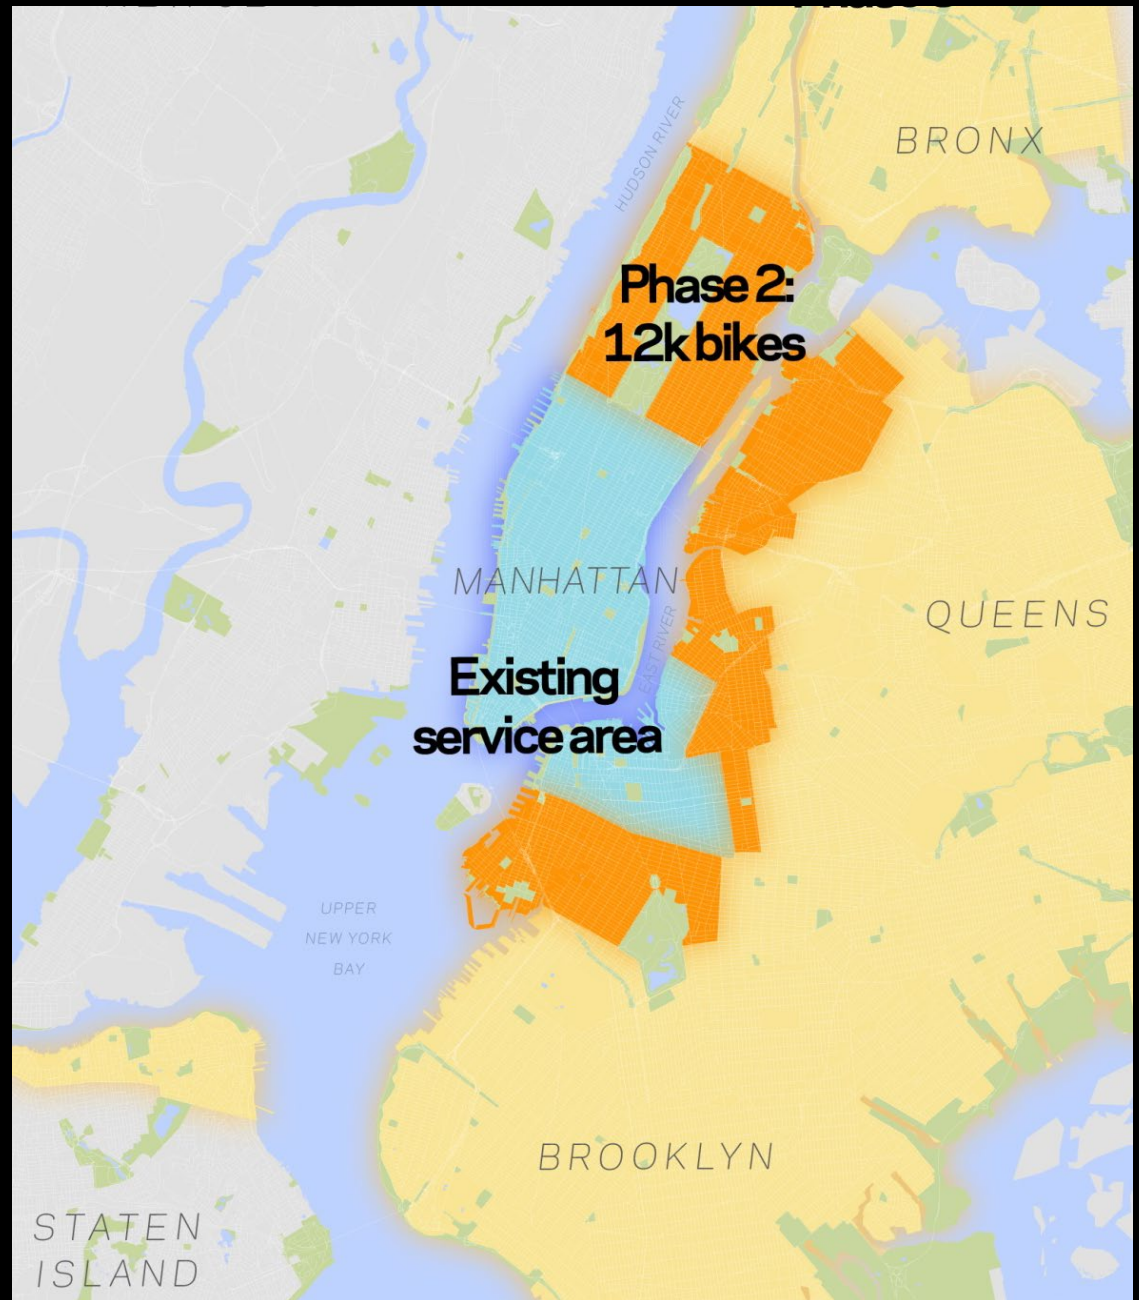 HUDSON RIVER
BRONX
Phase 2:
12k bikes
MANHATTAN
QUEENS
EAST RIVER
Existing
service area
UPPER
NEW YORK
BAY
BROOKLYN
STATEN
ISLAND